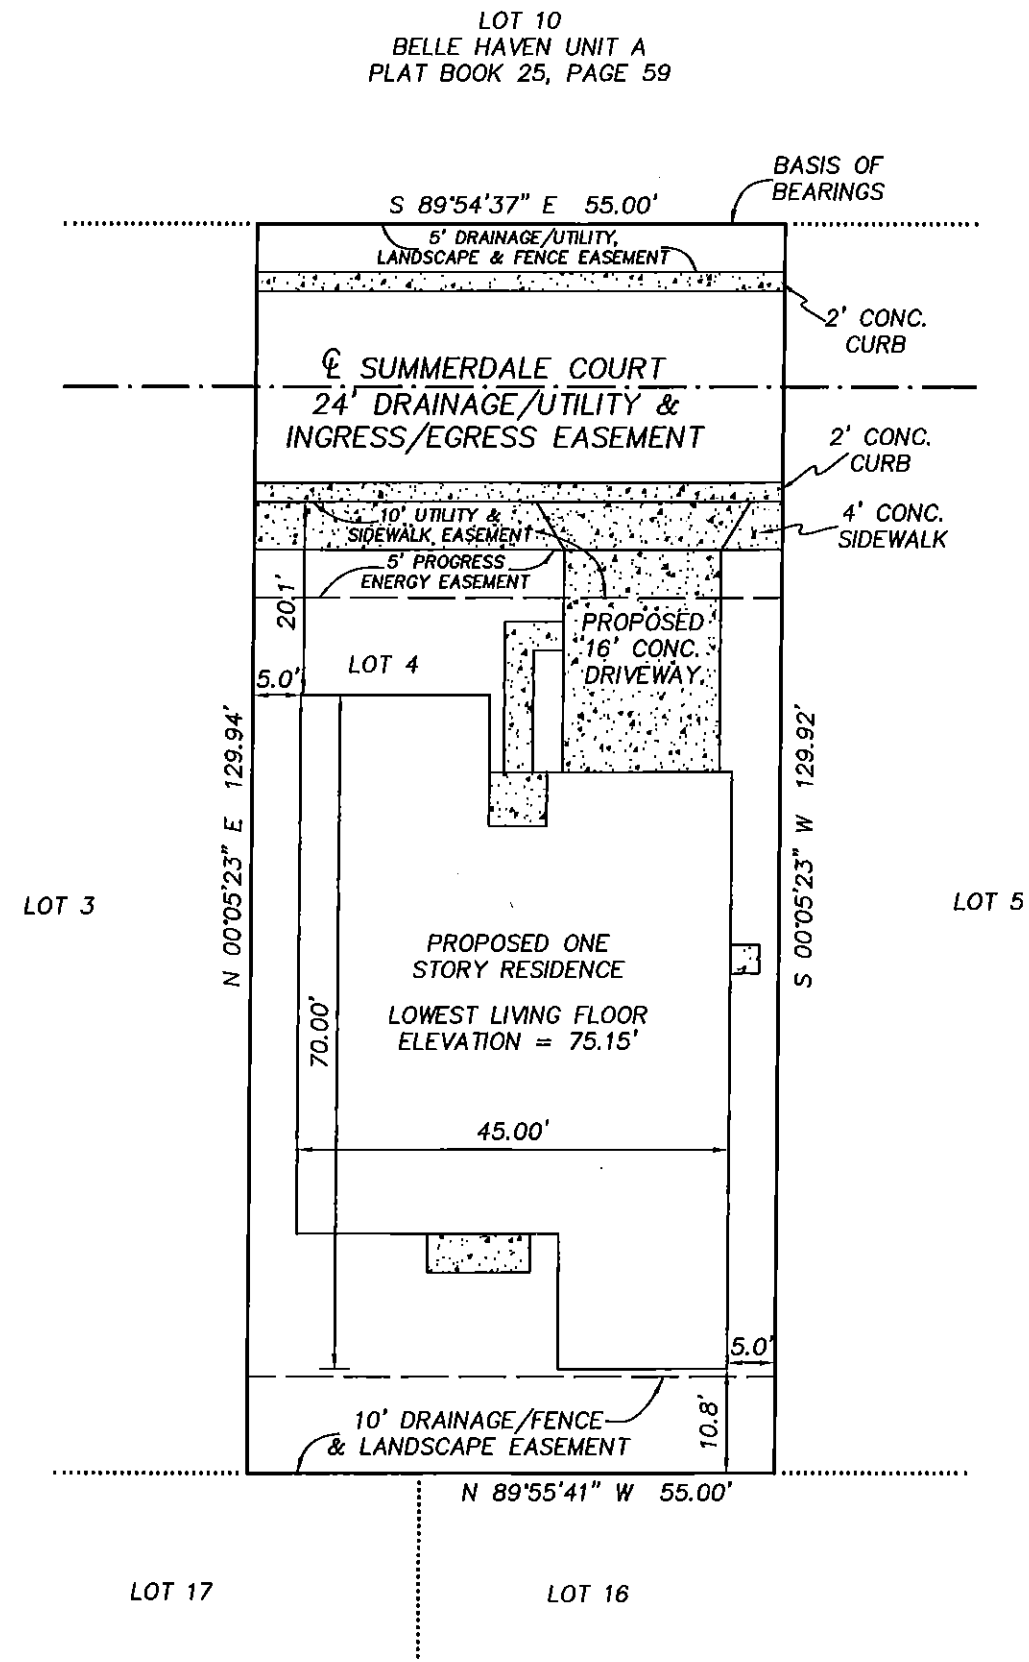 LOT 10
BELLE HAVEN UNIT A
PLAT BOOK 25, PAGE 59
BASIS OF
BEARINGS
S 89°54'37" E 55.00'
5' DRAINAGE/UTILITY,
LANDSCAPE & FENCE EASEMENT
2' CONC.
CURB
℄ SUMMERDALE COURT
24' DRAINAGE/UTILITY &
INGRESS/EGRESS EASEMENT
2' CONC.
CURB
10' UTILITY &
SIDEWALK EASEMENT
4' CONC.
SIDEWALK
5' PROGRESS
ENERGY EASEMENT
20.1'
PROPOSED
16' CONC.
DRIVEWAY
LOT 4
5.0'
N 00°05'23" E 129.94'
S 00°05'23" W 129.92'
LOT 3
LOT 5
PROPOSED ONE
STORY RESIDENCE
LOWEST LIVING FLOOR
ELEVATION = 75.15'
70.00'
45.00'
5.0'
10.8'
10' DRAINAGE/FENCE
& LANDSCAPE EASEMENT
N 89°55'41" W 55.00'
LOT 17
LOT 16